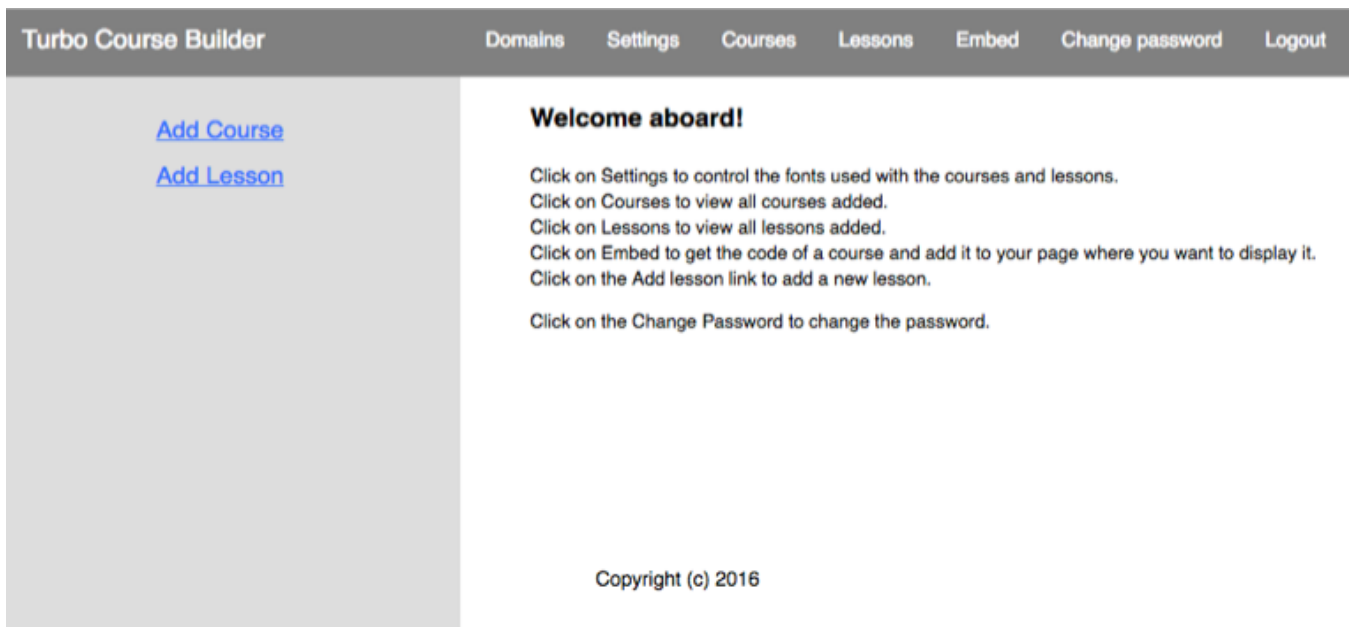 Turbo Course Builder Domains Settings Courses Lessons Embed Change password Logout
Add Course
Add Lesson
Welcome aboard!
Click on Settings to control the fonts used with the courses and lessons.
Click on Courses to view all courses added.
Click on Lessons to view all lessons added.
Click on Embed to get the code of a course and add it to your page where you want to display it.
Click on the Add lesson link to add a new lesson.
Click on the Change Password to change the password.
Copyright (c) 2016